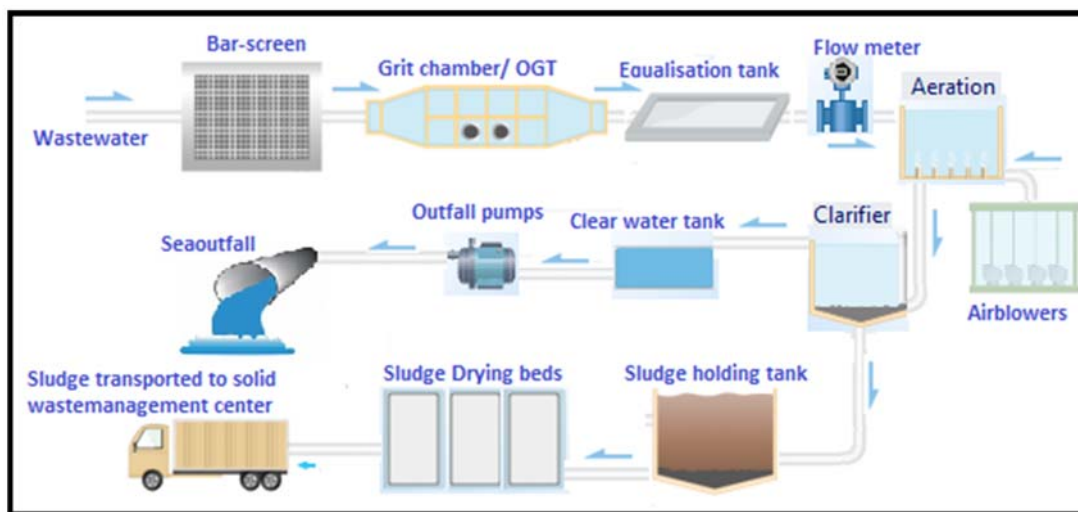 Bar-screen
Grit chamber/ OGT
Equalisation tank
Flow meter
Aeration
Wastewater
Outfall pumps
Clear water tank
Clarifier
Seaoutfall
Airblowers
Sludge transported to solid
wastemanagement center
Sludge Drying beds
Sludge holding tank